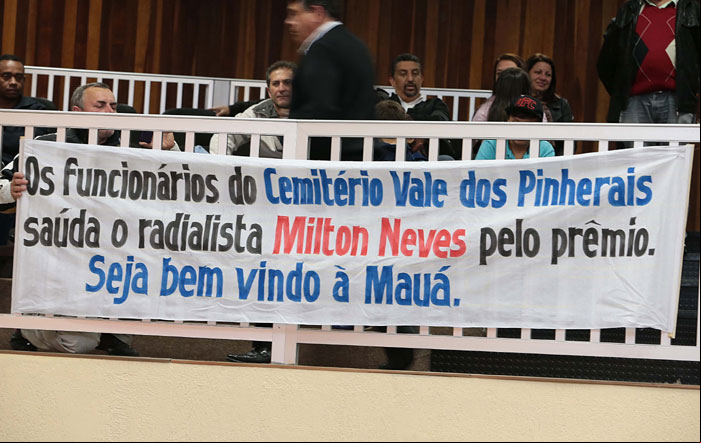 Os funcionários do Cemitério Vale dos Pinherais
saúda o radialista Milton Neves pelo prêmio.
Seja bem vindo à Mauá.